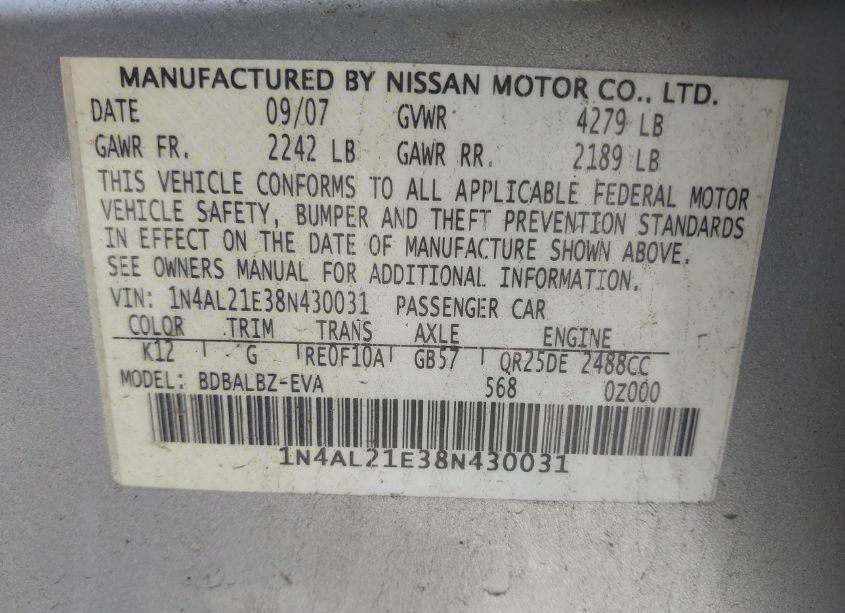 MANUFACTURED BY NISSAN MOTOR CO., LTD.
DATE 09/07 GVWR 4279 LB
GAWR FR. 2242 LB GAWR RR. 2189 LB
THIS VEHICLE CONFORMS TO ALL APPLICABLE FEDERAL MOTOR
VEHICLE SAFETY, BUMPER AND THEFT PREVENTION STANDARDS
IN EFFECT ON THE DATE OF MANUFACTURE SHOWN ABOVE.
SEE OWNERS MANUAL FOR ADDITIONAL INFORMATION.
VIN: 1N4AL21E38N430031 PASSENGER CAR
COLOR TRIM TRANS AXLE ENGINE
K12 G RE0F10A GB57 QR25DE 2488CC
MODEL: BDBALBZ-EVA 568 0Z000
1N4AL21E38N430031